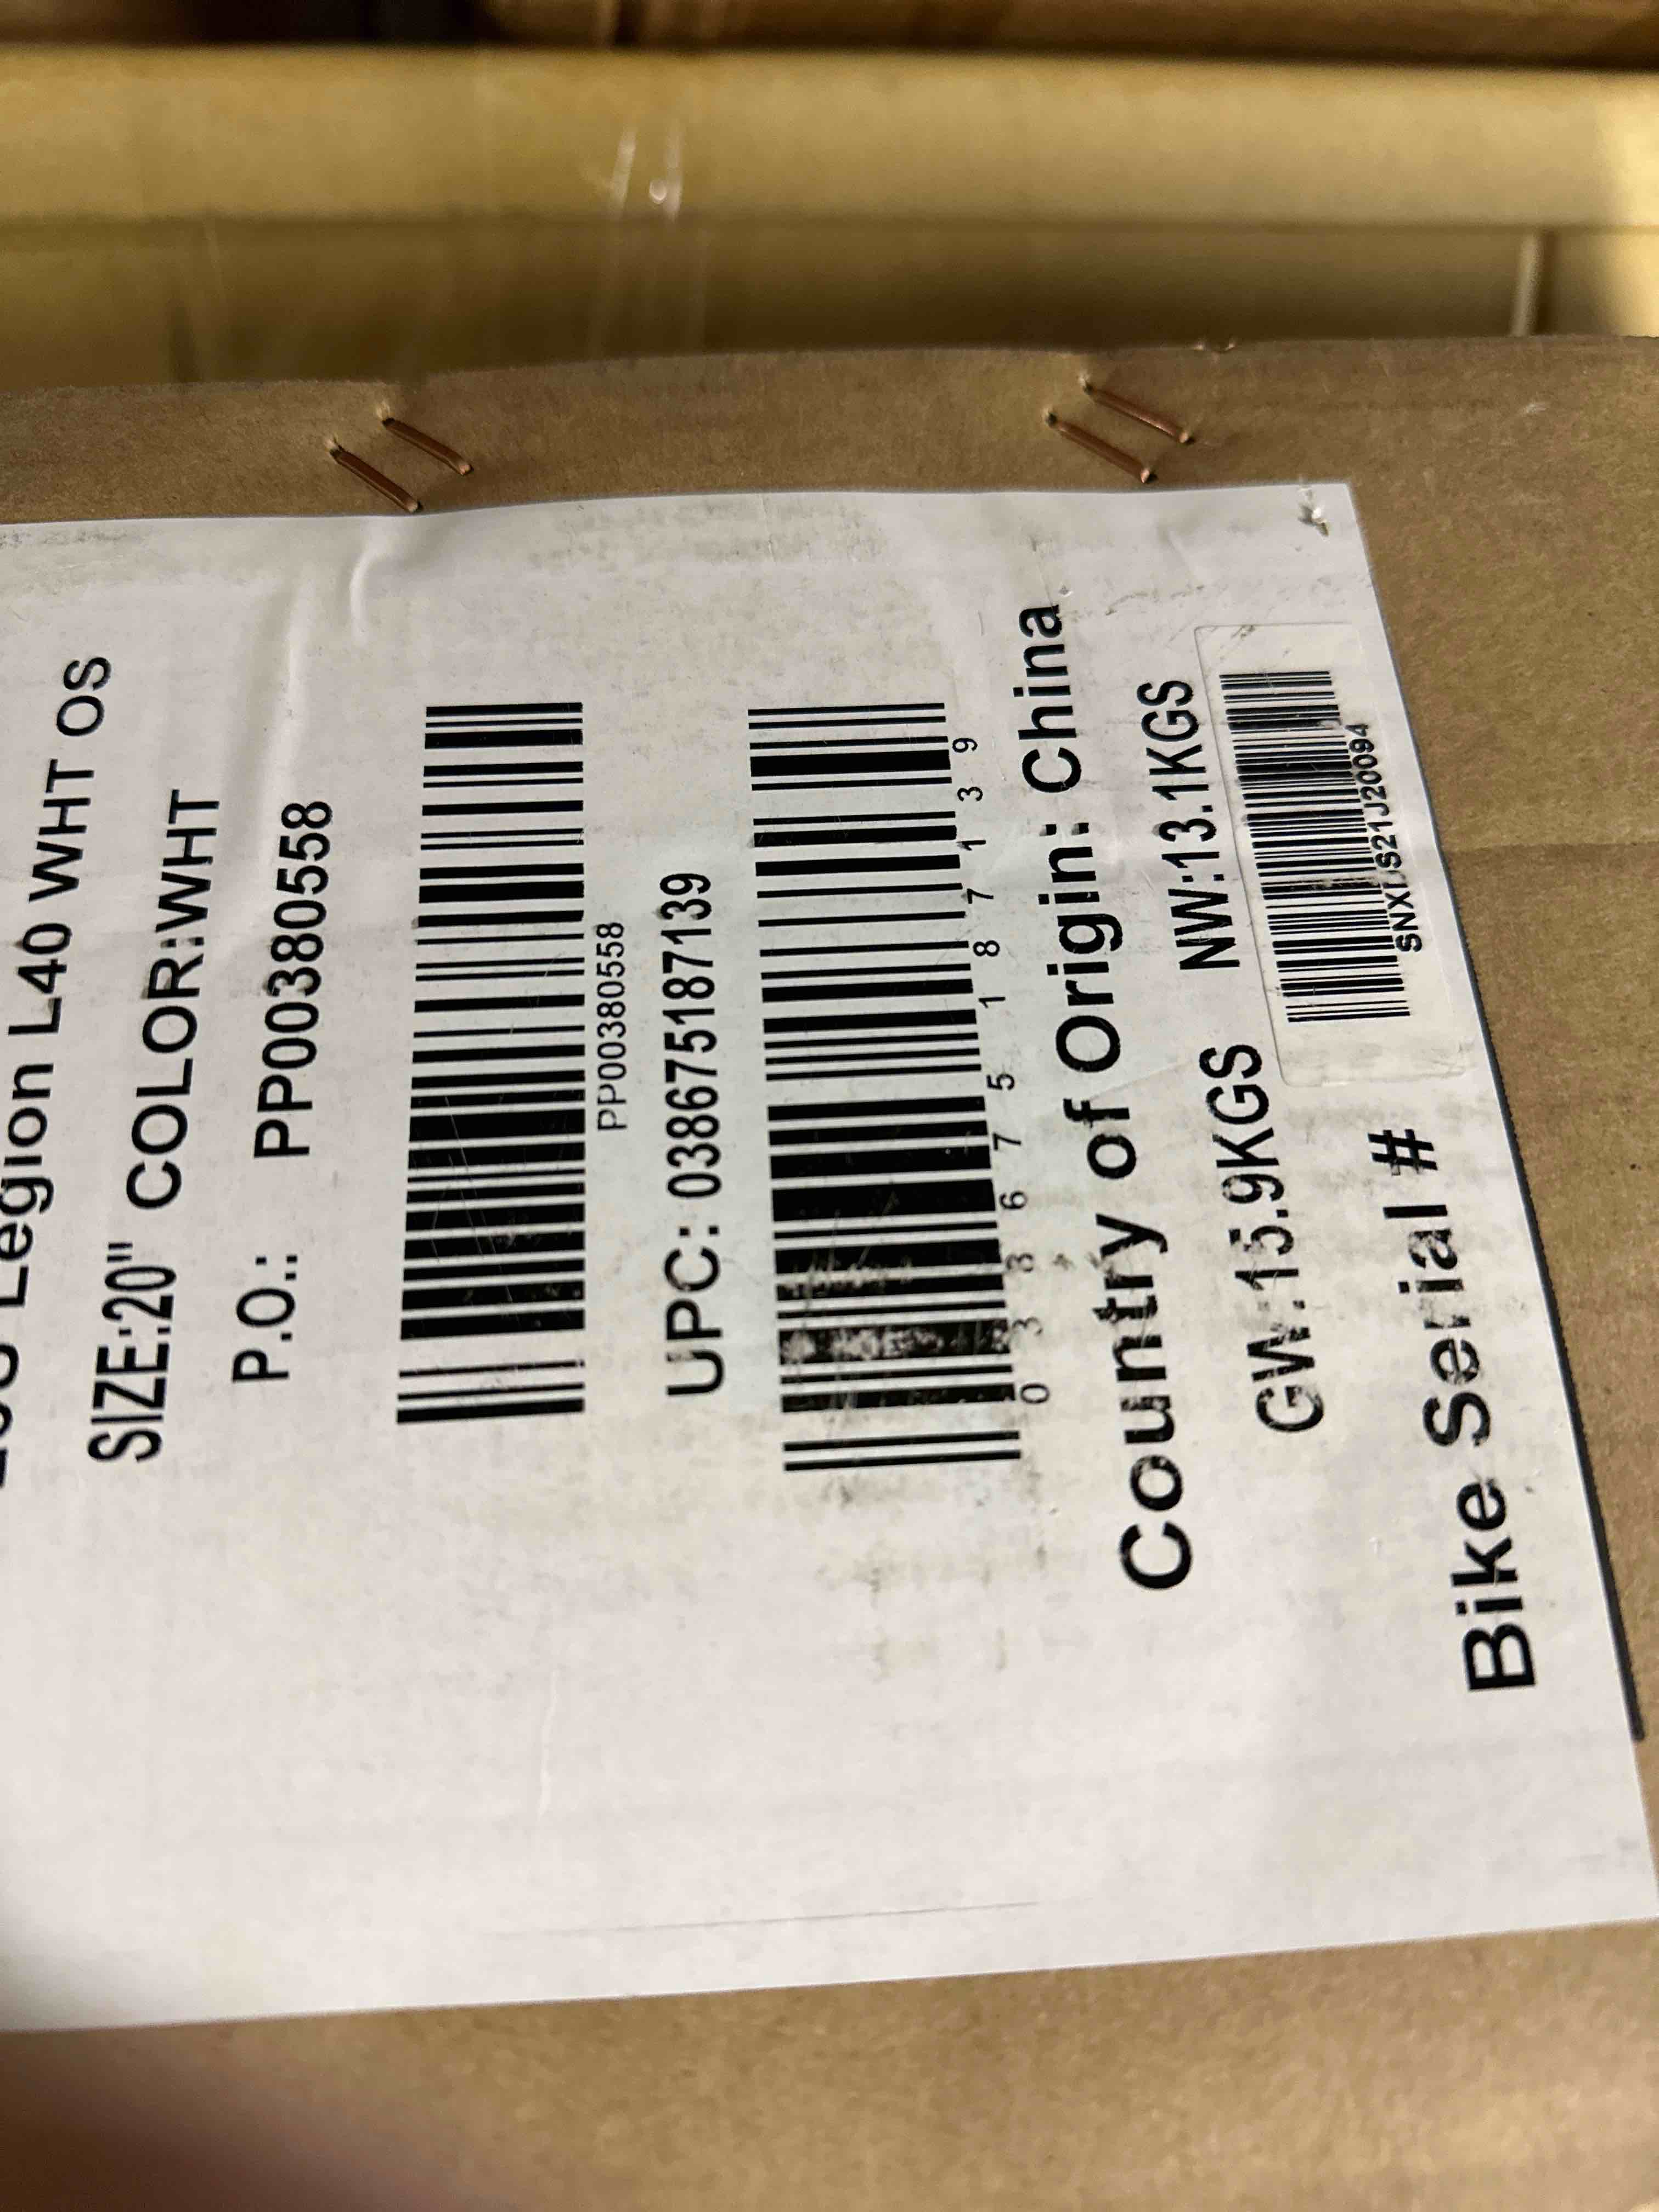 Legion L40 WHT OS
SIZE:20" COLOR:WHT
P.O.: PP00380558
PP00380558
UPC: 038675187139
0 3 8 6 7 5 1 8 7 1 3 9
Country of Origin: China
GW:15.9KGS NW:13.1KGS
Bike Serial #
SNXDS21J20094